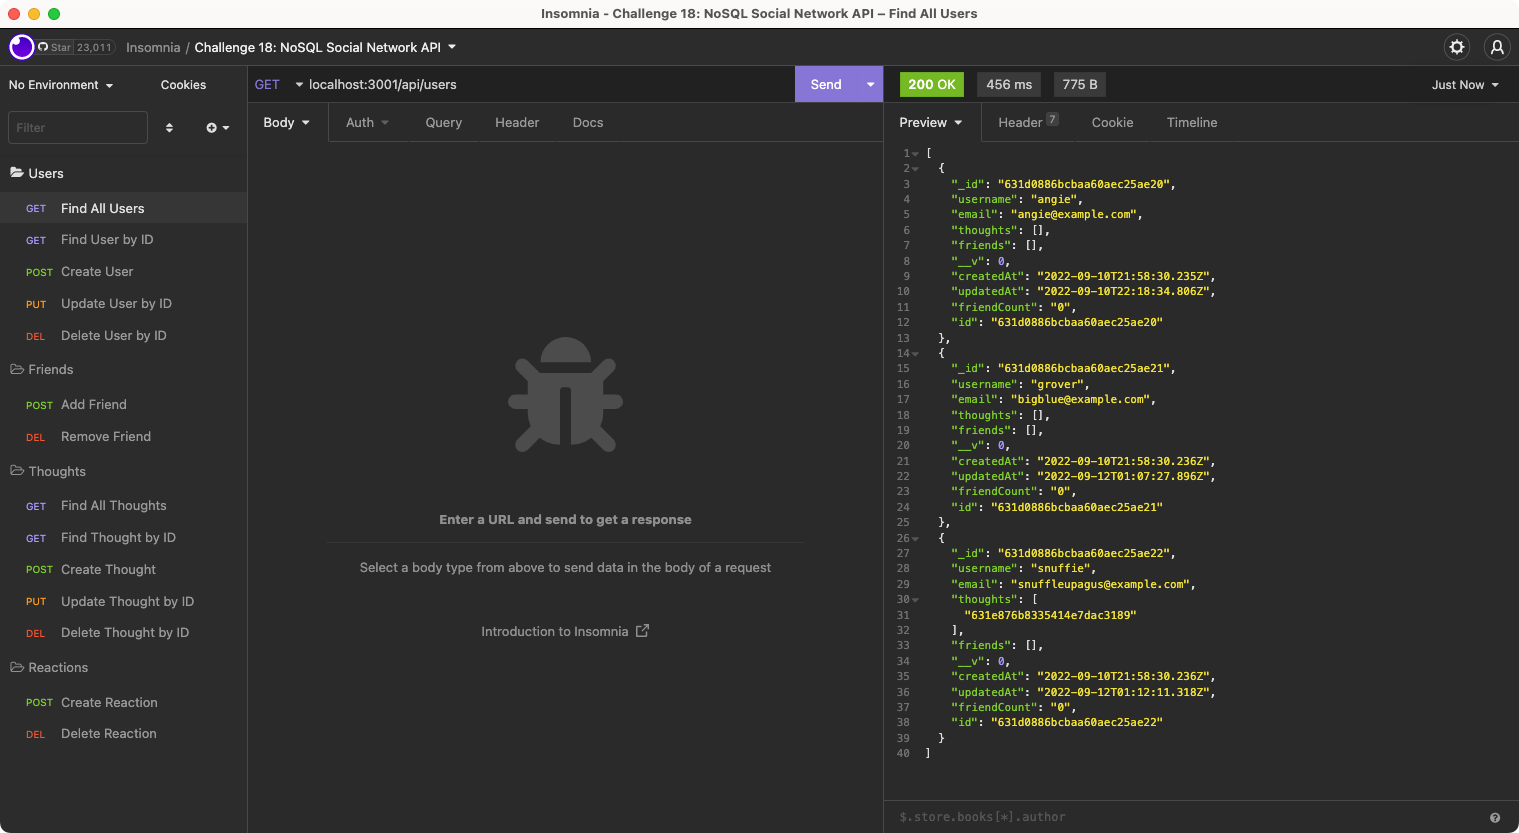 Insomnia - Challenge 18: NoSQL Social Network API – Find All Users
Star 23,011
Insomnia / Challenge 18: NoSQL Social Network API
No Environment
Cookies
Filter
Users
GET Find All Users
GET Find User by ID
POST Create User
PUT Update User by ID
DEL Delete User by ID
Friends
POST Add Friend
DEL Remove Friend
Thoughts
GET Find All Thoughts
GET Find Thought by ID
POST Create Thought
PUT Update Thought by ID
DEL Delete Thought by ID
Reactions
POST Create Reaction
DEL Delete Reaction
GET localhost:3001/api/users
Send
Body Auth Query Header Docs
Enter a URL and send to get a response
Select a body type from above to send data in the body of a request
Introduction to Insomnia
200 OK 456 ms 775 B Just Now
Preview Header 7 Cookie Timeline
1 [
2 {
3 "_id": "631d0886bcbaa60aec25ae20",
4 "username": "angie",
5 "email": "angie@example.com",
6 "thoughts": [],
7 "friends": [],
8 "__v": 0,
9 "createdAt": "2022-09-10T21:58:30.235Z",
10 "updatedAt": "2022-09-10T22:18:34.806Z",
11 "friendCount": "0",
12 "id": "631d0886bcbaa60aec25ae20"
13 },
14 {
15 "_id": "631d0886bcbaa60aec25ae21",
16 "username": "grover",
17 "email": "bigblue@example.com",
18 "thoughts": [],
19 "friends": [],
20 "__v": 0,
21 "createdAt": "2022-09-10T21:58:30.236Z",
22 "updatedAt": "2022-09-12T01:07:27.896Z",
23 "friendCount": "0",
24 "id": "631d0886bcbaa60aec25ae21"
25 },
26 {
27 "_id": "631d0886bcbaa60aec25ae22",
28 "username": "snuffie",
29 "email": "snuffleupagus@example.com",
30 "thoughts": [
31 "631e876b8335414e7dac3189"
32 ],
33 "friends": [],
34 "__v": 0,
35 "createdAt": "2022-09-10T21:58:30.236Z",
36 "updatedAt": "2022-09-12T01:12:11.318Z",
37 "friendCount": "0",
38 "id": "631d0886bcbaa60aec25ae22"
39 }
40 ]
$.store.books[*].author